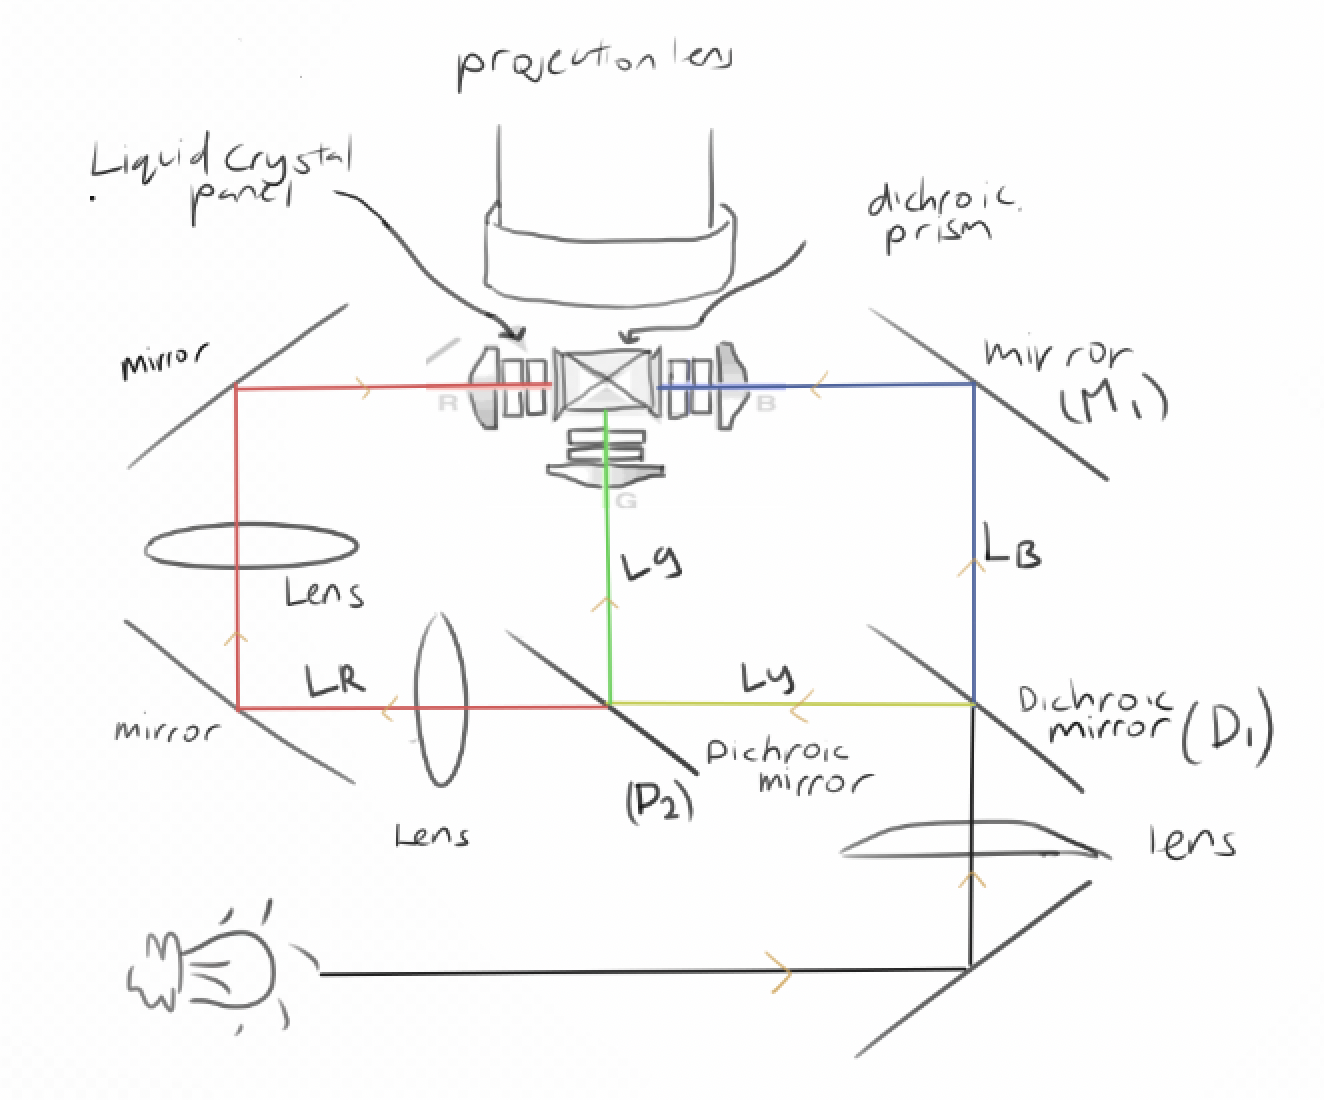 projection lens
Liquid Crystal
panel
dichroic
prism
mirror
mirror
(M1)
R
B
G
Lg
LB
Lens
LR
Ly
mirror
Dichroic
mirror (D1)
Dichroic
mirror
(D2)
Lens
lens